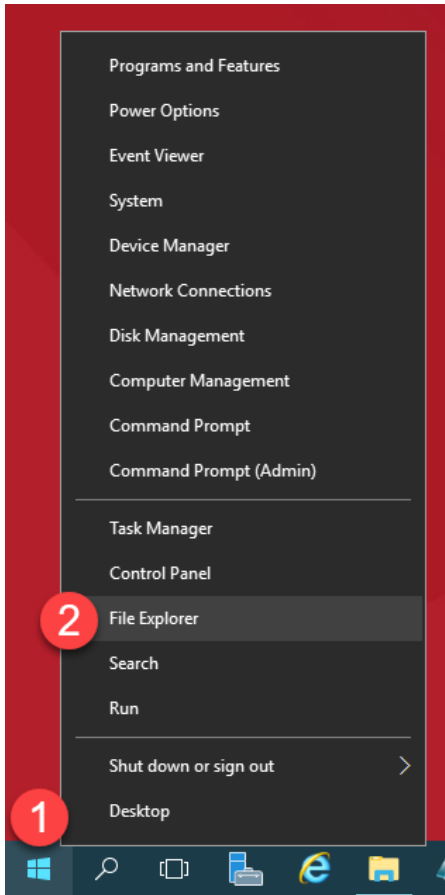 Programs and Features
Power Options
Event Viewer
System
Device Manager
Network Connections
Disk Management
Computer Management
Command Prompt
Command Prompt (Admin)
Task Manager
Control Panel
2 File Explorer
Search
Run
Shut down or sign out
1 Desktop